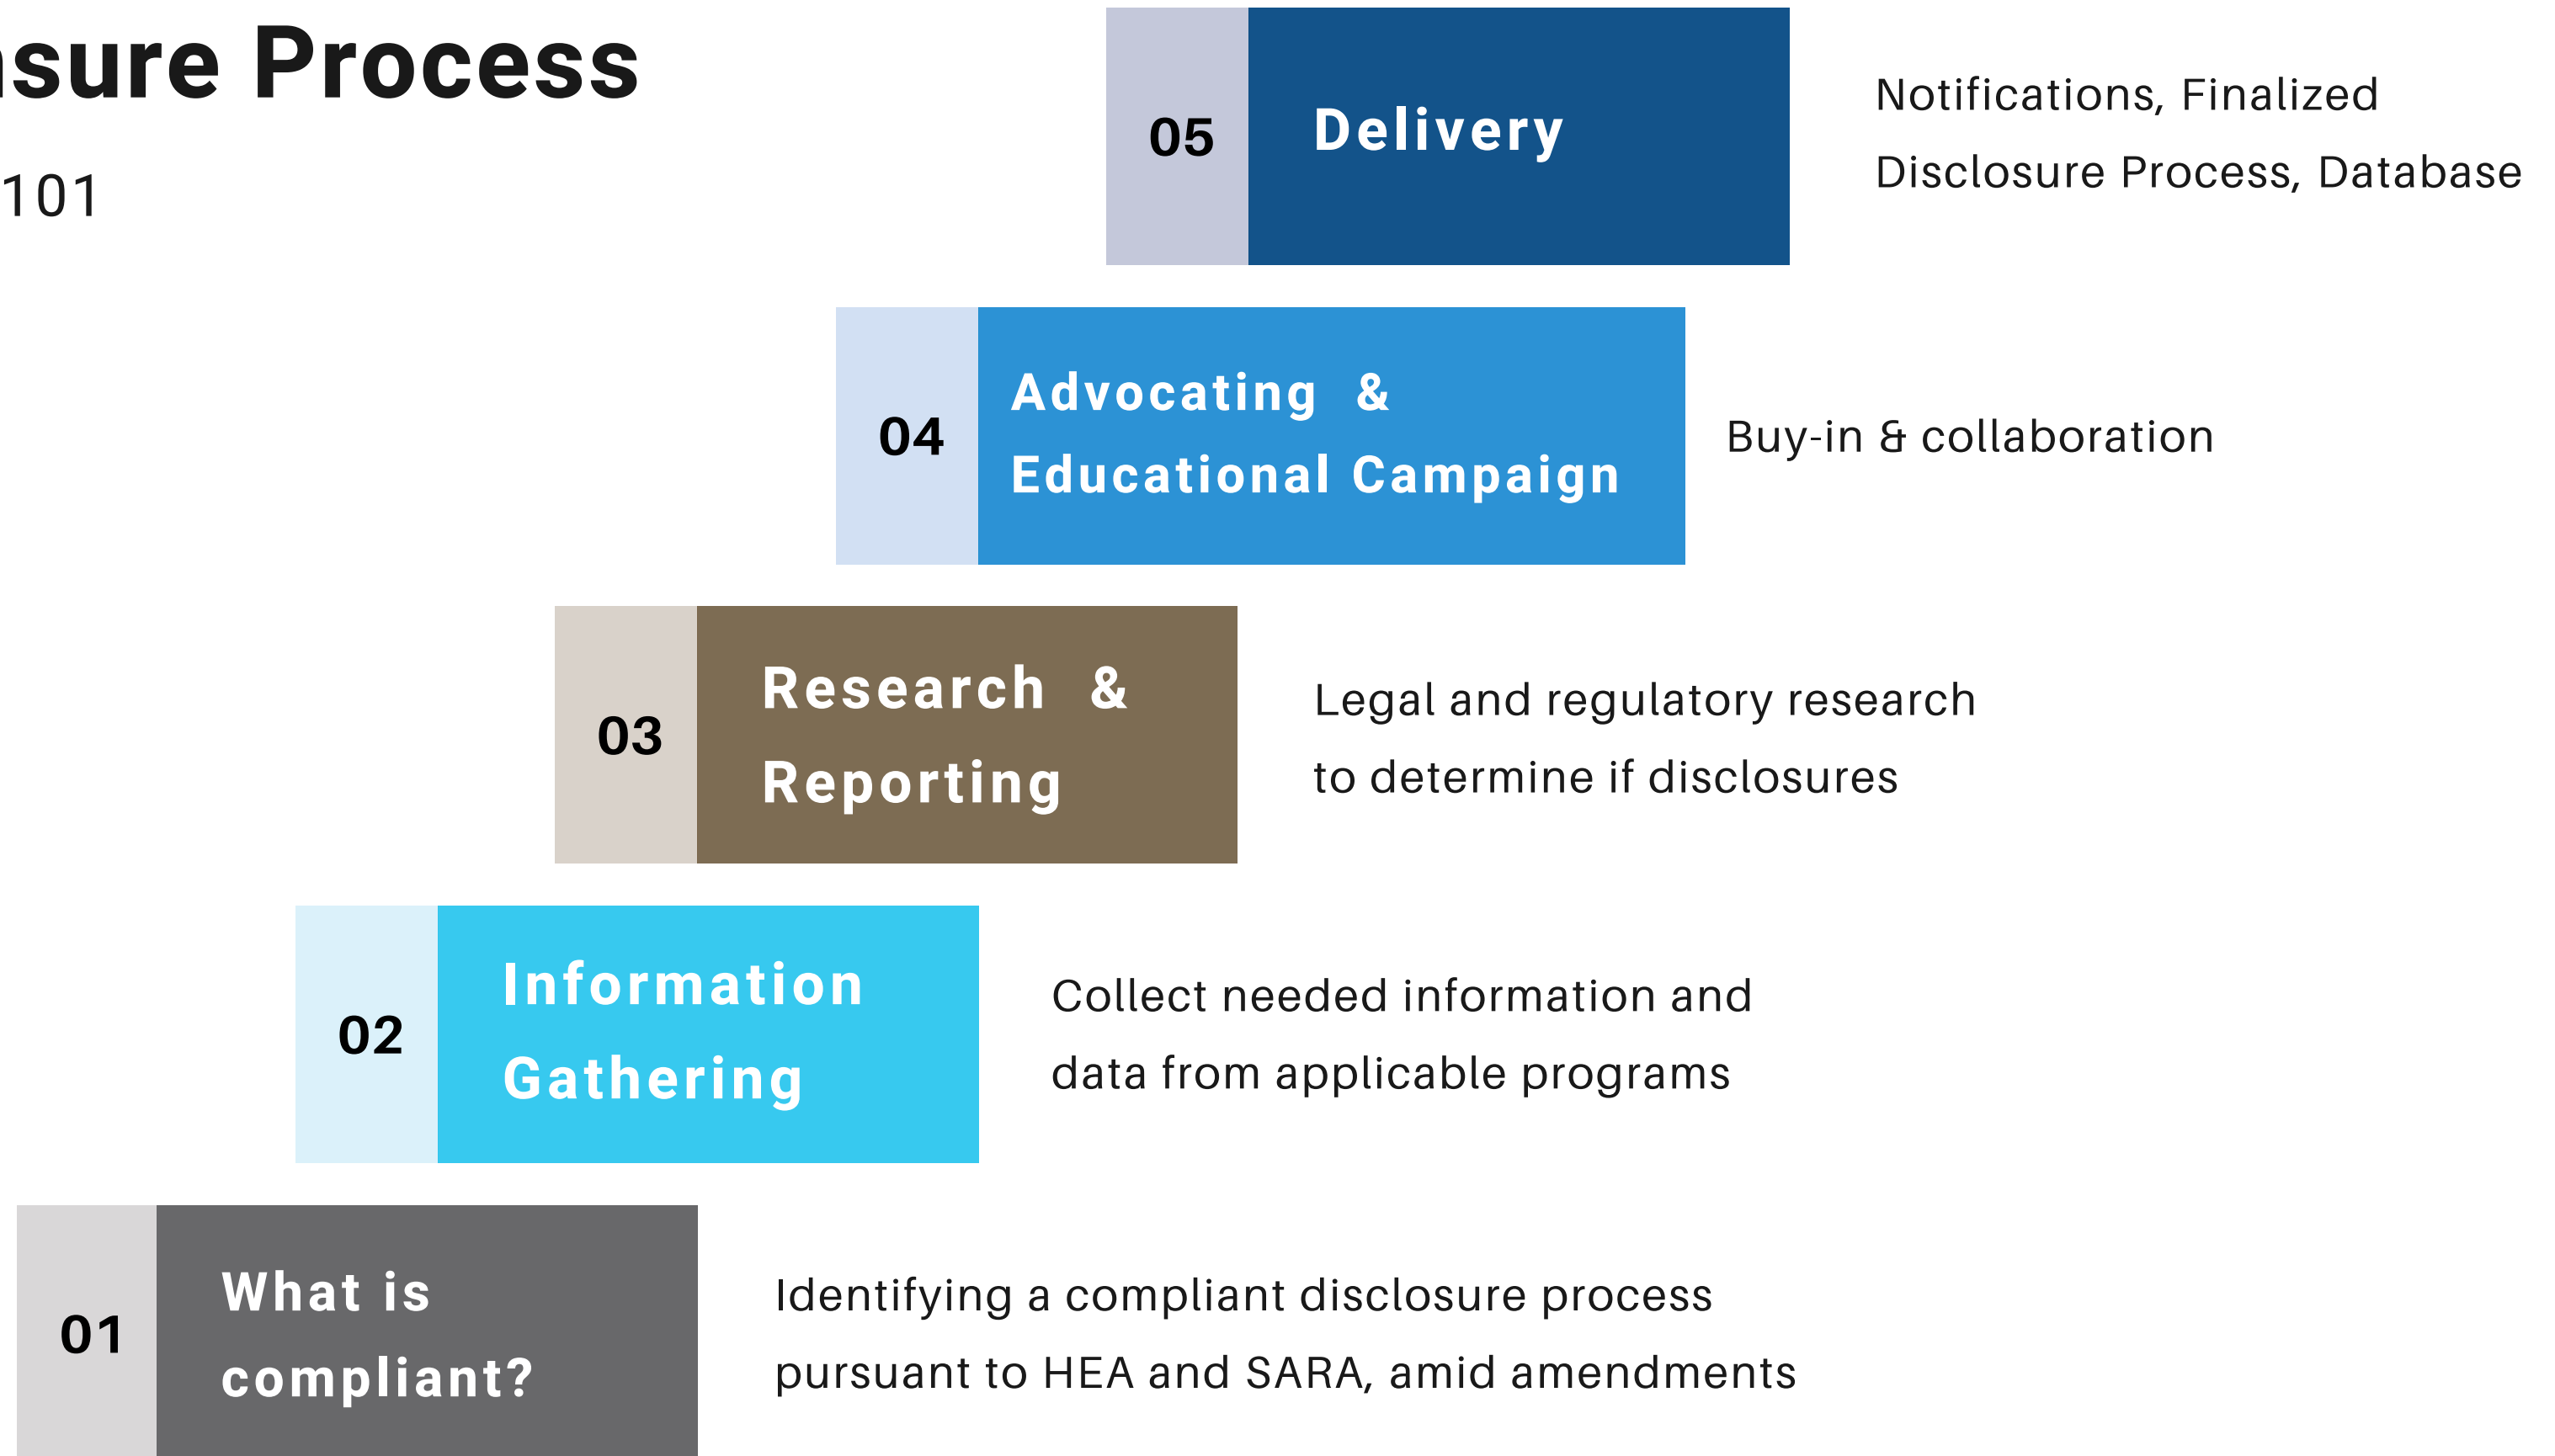 nsure Process
101
05
Delivery
Notifications, Finalized
Disclosure Process, Database
04
Advocating &
Educational Campaign
Buy-in & collaboration
03
Research &
Reporting
Legal and regulatory research
to determine if disclosures
02
Information
Gathering
Collect needed information and
data from applicable programs
01
What is
compliant?
Identifying a compliant disclosure process
pursuant to HEA and SARA, amid amendments